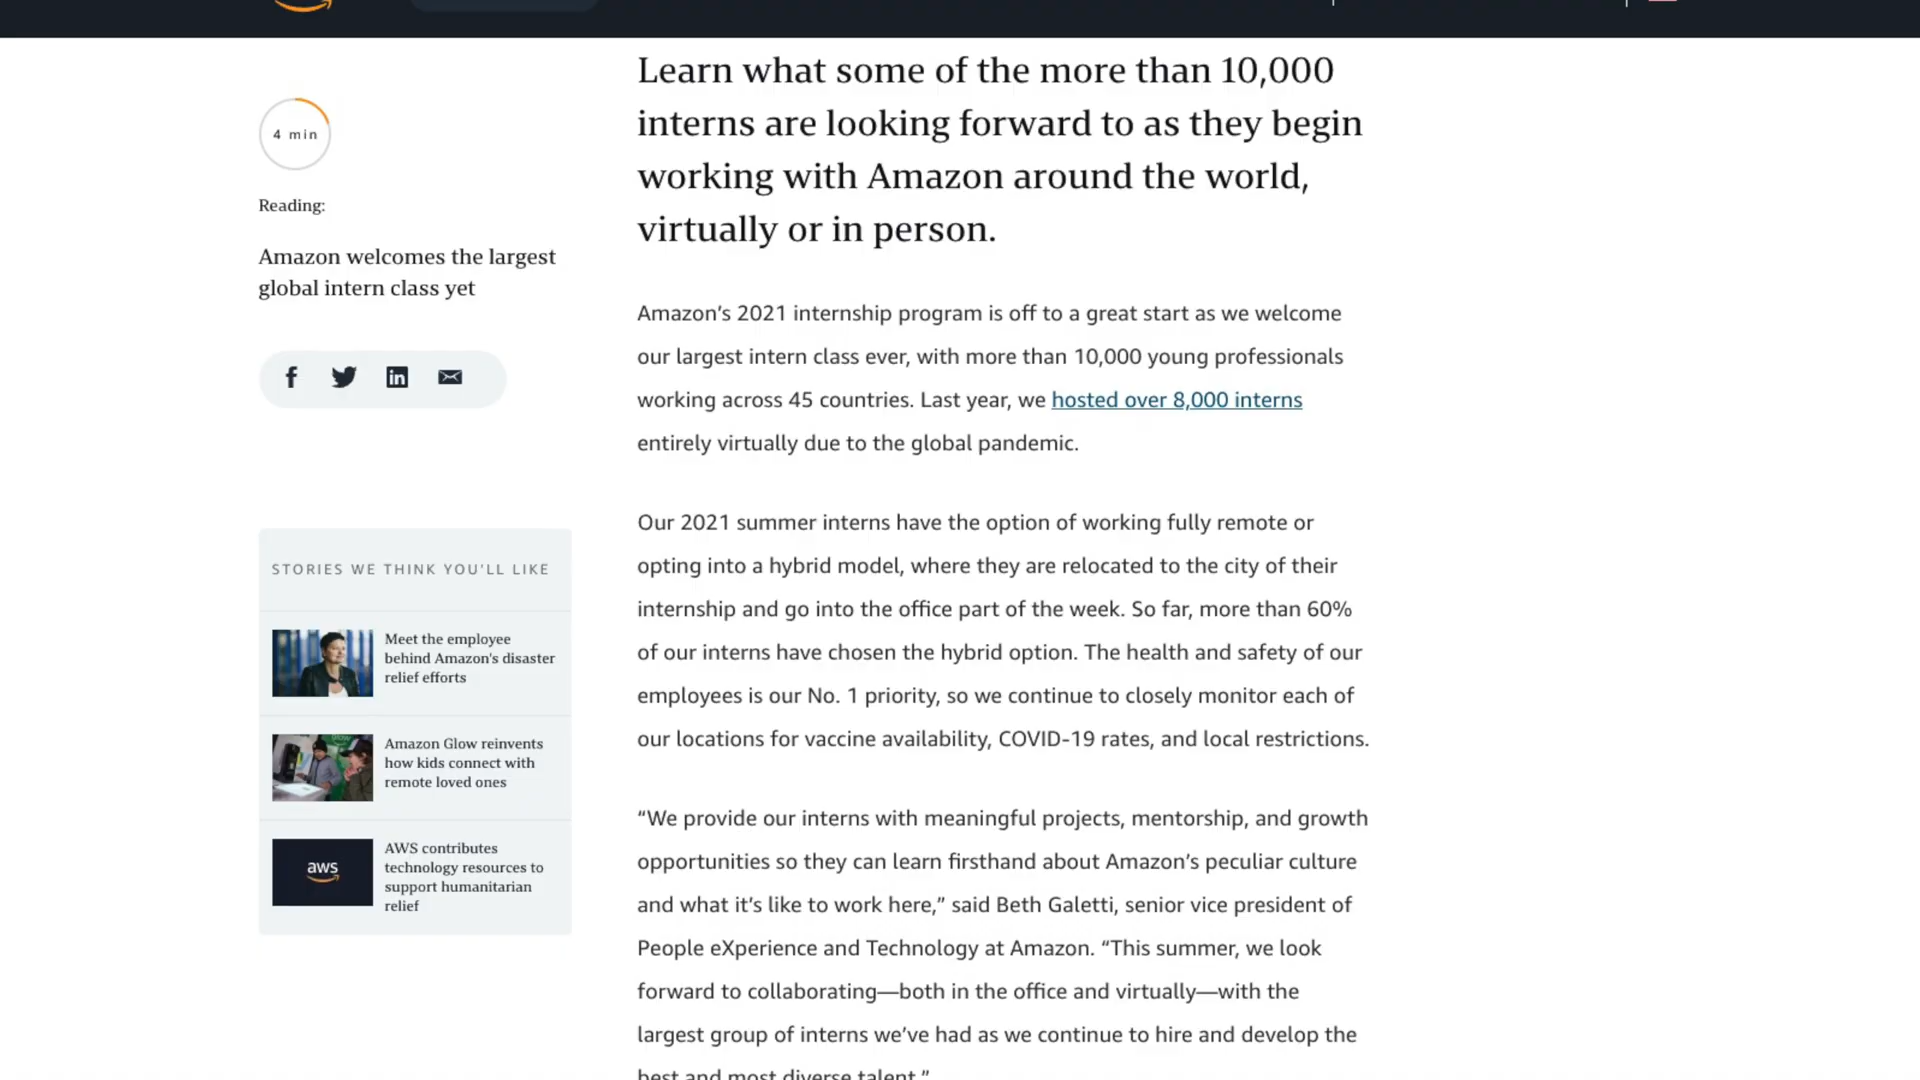 4 min
Reading:
Amazon welcomes the largest
global intern class yet
STORIES WE THINK YOU'LL LIKE
Meet the employee
behind Amazon's disaster
relief efforts
Amazon Glow reinvents
how kids connect with
remote loved ones
aws
AWS contributes
technology resources to
support humanitarian
relief
Learn what some of the more than 10,000
interns are looking forward to as they begin
working with Amazon around the world,
virtually or in person.
Amazon’s 2021 internship program is off to a great start as we welcome
our largest intern class ever, with more than 10,000 young professionals
working across 45 countries. Last year, we hosted over 8,000 interns
entirely virtually due to the global pandemic.
Our 2021 summer interns have the option of working fully remote or
opting into a hybrid model, where they are relocated to the city of their
internship and go into the office part of the week. So far, more than 60%
of our interns have chosen the hybrid option. The health and safety of our
employees is our No. 1 priority, so we continue to closely monitor each of
our locations for vaccine availability, COVID-19 rates, and local restrictions.
“We provide our interns with meaningful projects, mentorship, and growth
opportunities so they can learn firsthand about Amazon’s peculiar culture
and what it’s like to work here,” said Beth Galetti, senior vice president of
People eXperience and Technology at Amazon. “This summer, we look
forward to collaborating—both in the office and virtually—with the
largest group of interns we’ve had as we continue to hire and develop the
best and most diverse talent.”